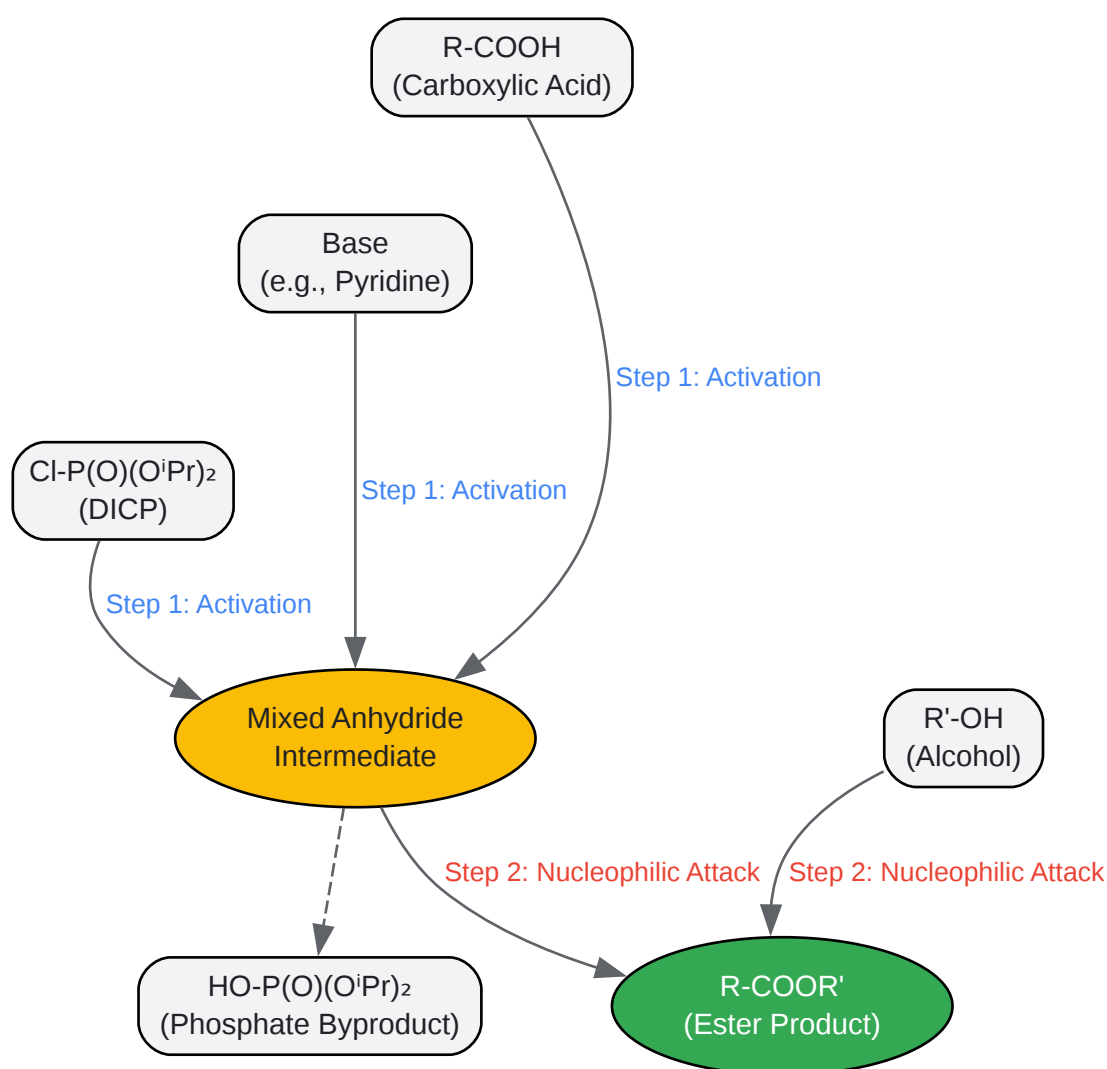 R-COOH
(Carboxylic Acid)
Base
(e.g., Pyridine)
Step 1: Activation
Cl-P(O)(OⁱPr)₂
(DICP)
Step 1: Activation
Step 1: Activation
Mixed Anhydride
Intermediate
R'-OH
(Alcohol)
Step 2: Nucleophilic Attack
Step 2: Nucleophilic Attack
HO-P(O)(OⁱPr)₂
(Phosphate Byproduct)
R-COOR'
(Ester Product)